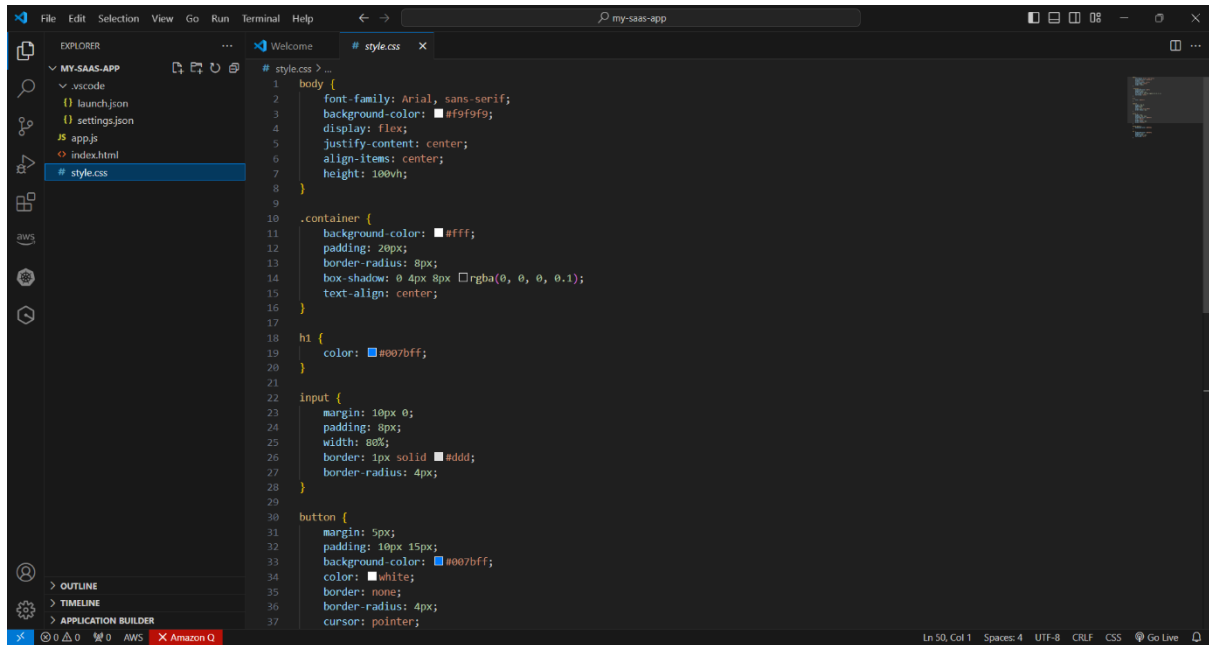 File Edit Selection View Go Run Terminal Help
my-saas-app
EXPLORER
MY-SAAS-APP
.vscode
{} launch.json
{} settings.json
JS app.js
<> index.html
# style.css
OUTLINE
TIMELINE
APPLICATION BUILDER
aws
Welcome
# style.css
# style.css > ...
1 body {
2 font-family: Arial, sans-serif;
3 background-color: #f9f9f9;
4 display: flex;
5 justify-content: center;
6 align-items: center;
7 height: 100vh;
8 }
9
10 .container {
11 background-color: #fff;
12 padding: 20px;
13 border-radius: 8px;
14 box-shadow: 0 4px 8px rgba(0, 0, 0, 0.1);
15 text-align: center;
16 }
17
18 h1 {
19 color: #007bff;
20 }
21
22 input {
23 margin: 10px 0;
24 padding: 8px;
25 width: 80%;
26 border: 1px solid #ddd;
27 border-radius: 4px;
28 }
29
30 button {
31 margin: 5px;
32 padding: 10px 15px;
33 background-color: #007bff;
34 color: white;
35 border: none;
36 border-radius: 4px;
37 cursor: pointer;
0 0 0 AWS Amazon Q
Ln 50, Col 1 Spaces: 4 UTF-8 CRLF CSS Go Live